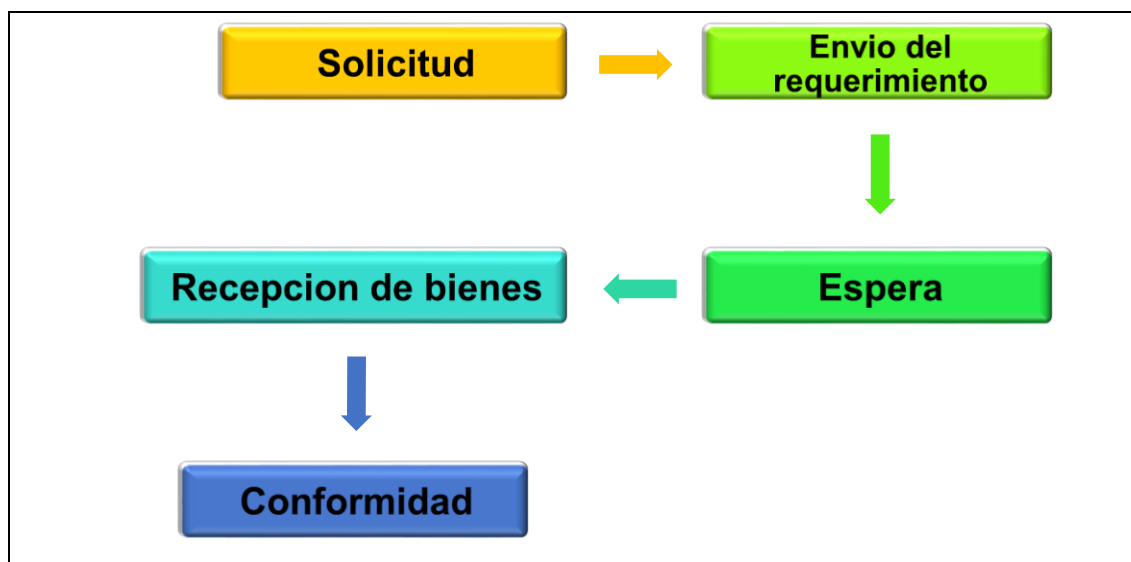 Solicitud
Envio del
requerimiento
Espera
Recepcion de bienes
Conformidad